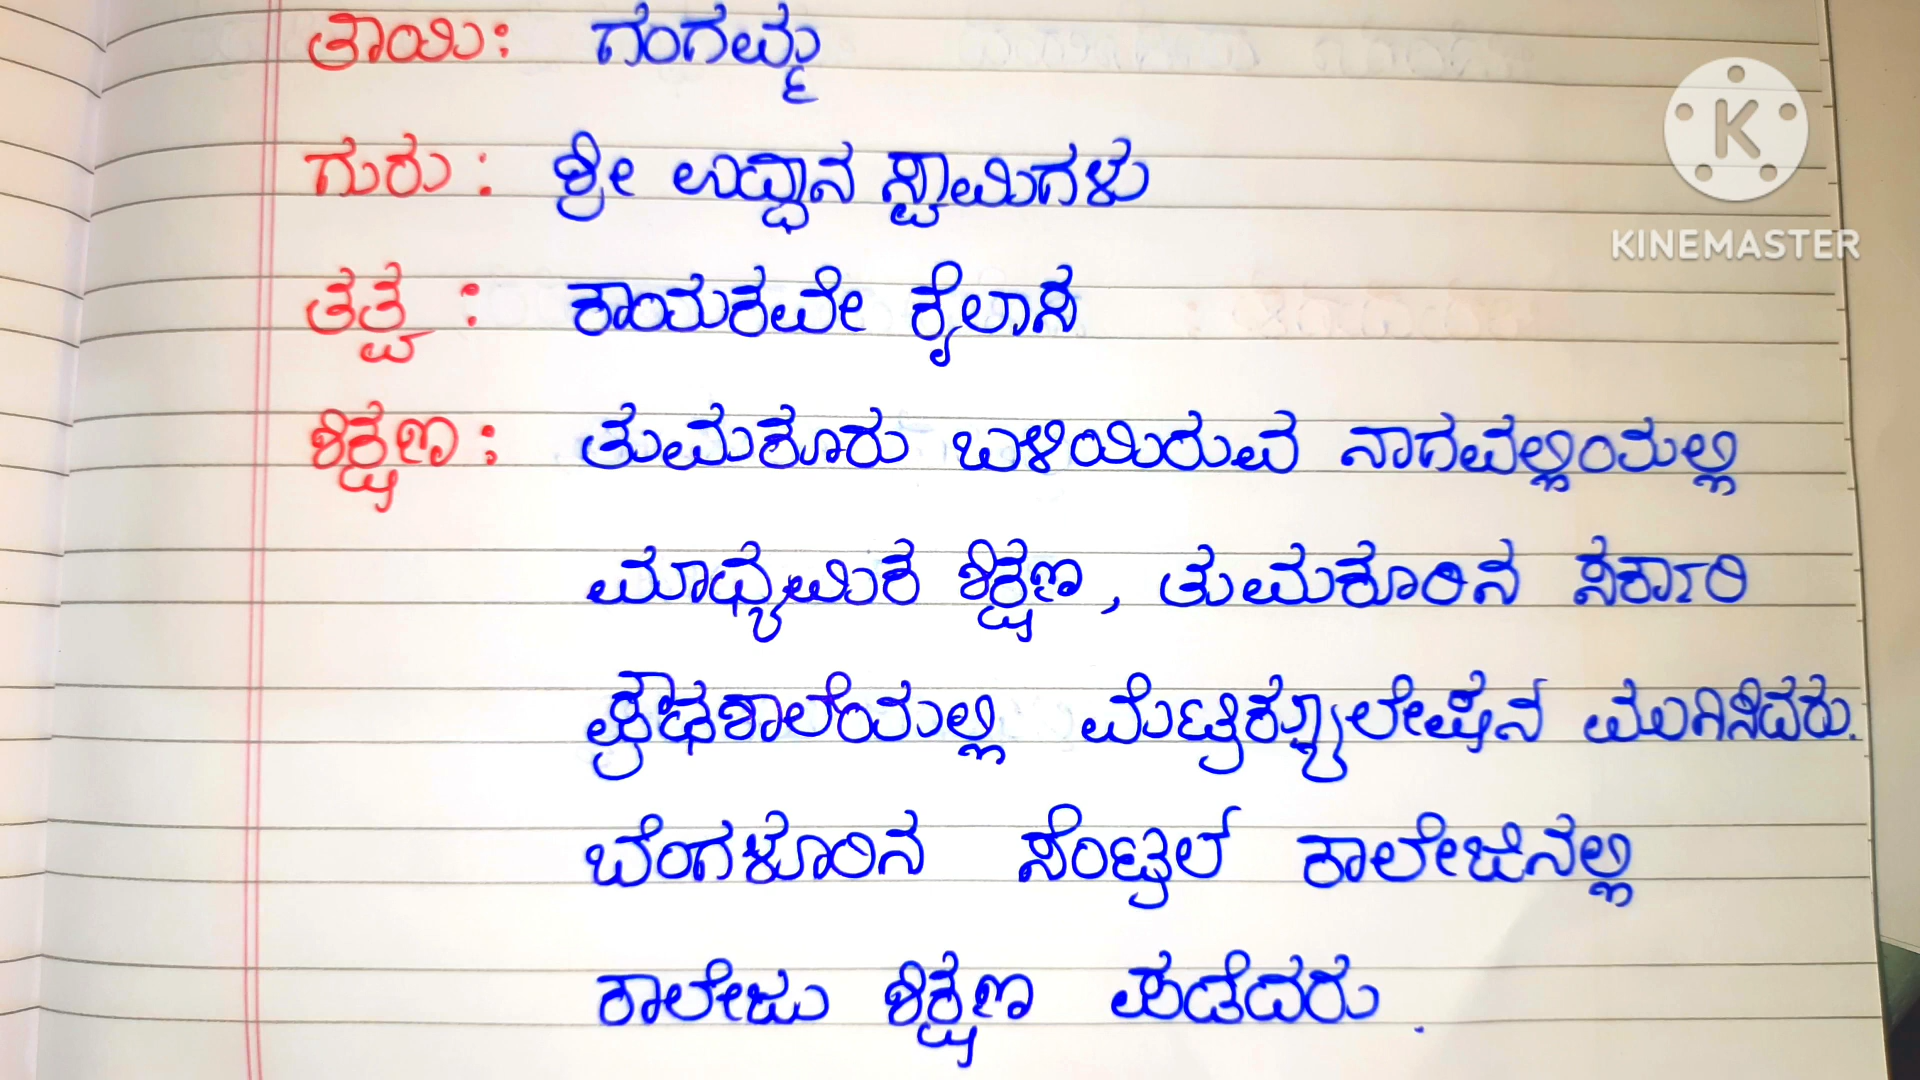 ತಾಯಿ: ಗಂಗಮ್ಮ
ಗುರು: ಶ್ರೀ ಉದ್ಧಾನ ಸ್ವಾಮಿಗಳು
KINEMASTER
ತತ್ವ: ಕಾಯಕವೇ ಕೈಲಾಸ
ಶಿಕ್ಷಣ: ತುಮಕೂರು ಬಳಿಯಿರುವ ನಾಗವಲ್ಲಿಯಲ್ಲಿ
ಮಾಧ್ಯಮಿಕ ಶಿಕ್ಷಣ, ತುಮಕೂರಿನ ಸರ್ಕಾರಿ
ಪ್ರೌಢಶಾಲೆಯಲ್ಲಿ ಮೆಟ್ರಿಕ್ಯುಲೇಷನ್ ಮುಗಿಸಿದರು.
ಬೆಂಗಳೂರಿನ ಸೆಂಟ್ರಲ್ ಕಾಲೇಜಿನಲ್ಲಿ
ಕಾಲೇಜು ಶಿಕ್ಷಣ ಪಡೆದರು.